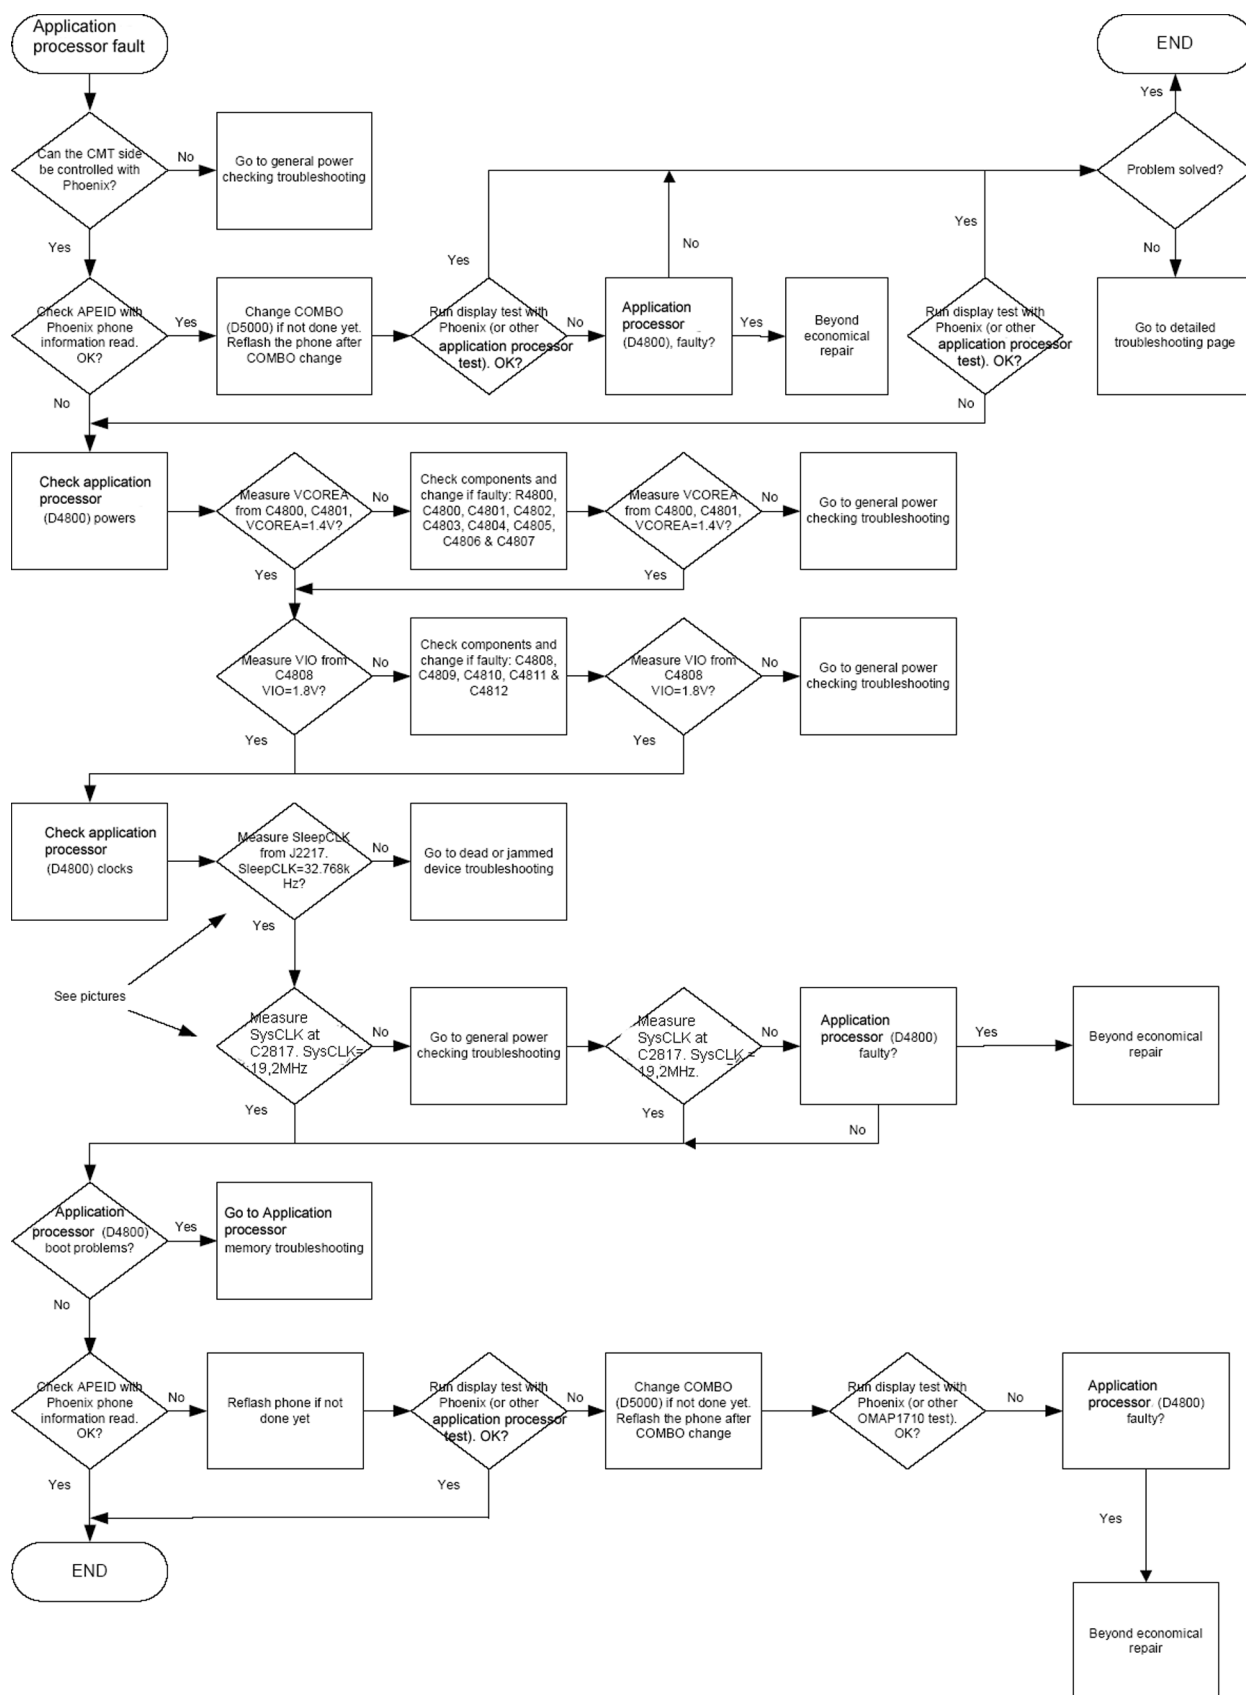 Application
processor fault
END
Yes
Can the CMT side
be controlled with
Phoenix?
No
Go to general power
checking troubleshooting
Problem solved?
Yes
Yes
No
Yes
No
Check APEID with
Phoenix phone
information read.
OK?
Yes
Change COMBO
(D5000) if not done yet.
Reflash the phone after
COMBO change
Run display test with
Phoenix (or other
application processor
test). OK?
No
Application
processor
(D4800), faulty?
Yes
Beyond
economical
repair
Run display test with
Phoenix (or other
application processor
test). OK?
Go to detailed
troubleshooting page
No
No
Check application
processor
(D4800) powers
Measure VCOREA
from C4800, C4801,
VCOREA=1.4V?
No
Check components and
change if faulty: R4800,
C4800, C4801, C4802,
C4803, C4804, C4805,
C4806 & C4807
Measure VCOREA
from C4800, C4801,
VCOREA=1.4V?
No
Go to general power
checking troubleshooting
Yes
Yes
Measure VIO from
C4808
VIO=1.8V?
No
Check components and
change if faulty: C4808,
C4809, C4810, C4811 &
C4812
Measure VIO from
C4808
VIO=1.8V?
No
Go to general power
checking troubleshooting
Yes
Yes
Check application
processor
(D4800) clocks
Measure SleepCLK
from J2217.
SleepCLK=32.768k
Hz?
No
Go to dead or jammed
device troubleshooting
Yes
See pictures
Measure
SysCLK at
C2817. SysCLK=
19,2MHz
No
Go to general power
checking troubleshooting
Measure
SysCLK at
C2817. SysCLK =
19,2MHz.
No
Application
processor (D4800)
faulty?
Yes
Beyond economical
repair
Yes
Yes
No
Application
processor (D4800)
boot problems?
Yes
Go to Application
processor
memory troubleshooting
No
Check APEID with
Phoenix phone
information read.
OK?
No
Reflash phone if not
done yet
Run display test with
Phoenix (or other
application processor
test). OK?
No
Change COMBO
(D5000) if not done yet.
Reflash the phone after
COMBO change
Run display test with
Phoenix (or other
OMAP1710 test).
OK?
No
Application
processor (D4800)
faulty?
Yes
Yes
Yes
END
Beyond economical
repair